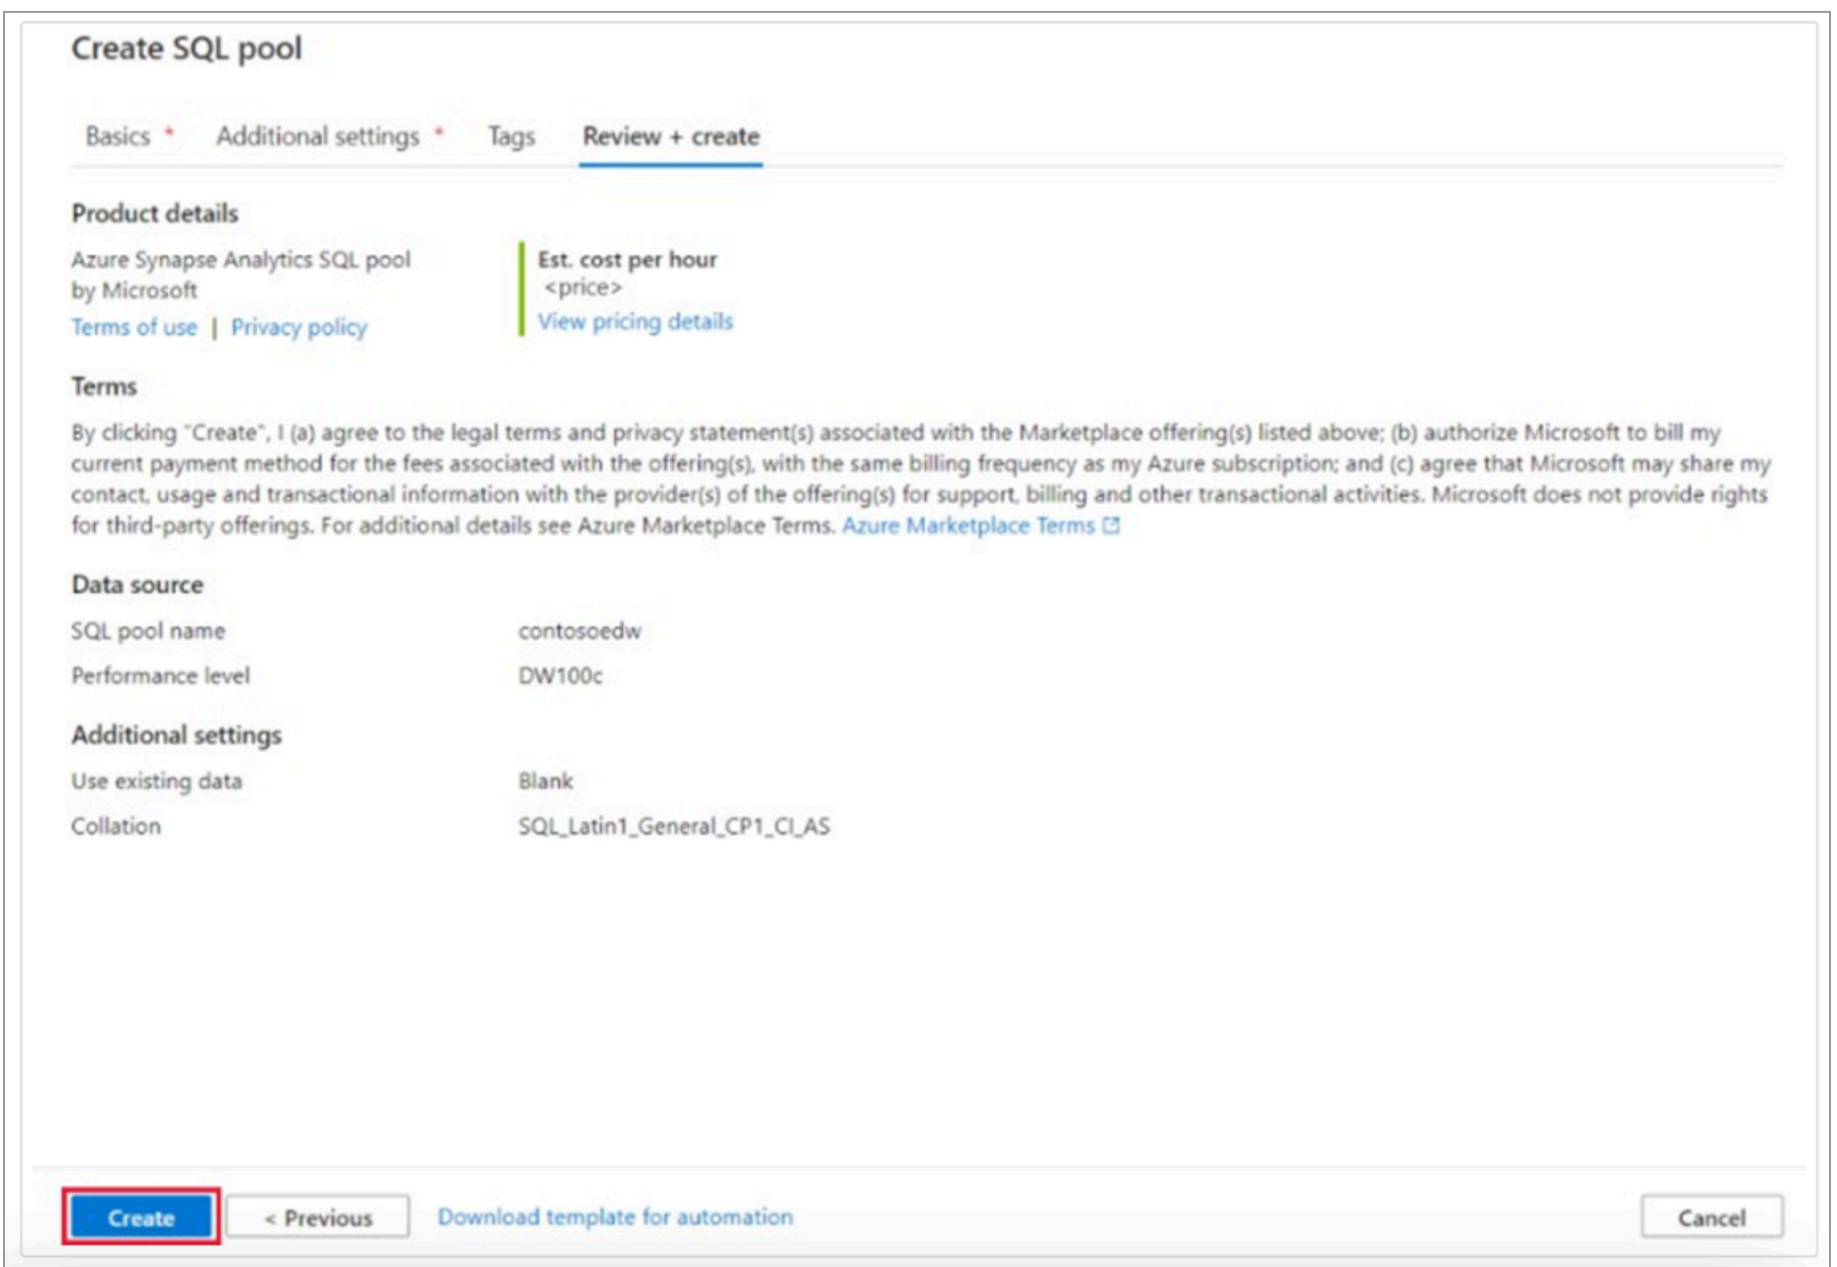 Create SQL pool
Basics * Additional settings * Tags Review + create
Product details
Azure Synapse Analytics SQL pool
by Microsoft
Terms of use | Privacy policy
Est. cost per hour
<price>
View pricing details
Terms
By clicking "Create", I (a) agree to the legal terms and privacy statement(s) associated with the Marketplace offering(s) listed above; (b) authorize Microsoft to bill my
current payment method for the fees associated with the offering(s), with the same billing frequency as my Azure subscription; and (c) agree that Microsoft may share my
contact, usage and transactional information with the provider(s) of the offering(s) for support, billing and other transactional activities. Microsoft does not provide rights
for third-party offerings. For additional details see Azure Marketplace Terms. Azure Marketplace Terms
Data source
SQL pool name contosoedw
Performance level DW100c
Additional settings
Use existing data Blank
Collation SQL_Latin1_General_CP1_CI_AS
Create < Previous Download template for automation Cancel